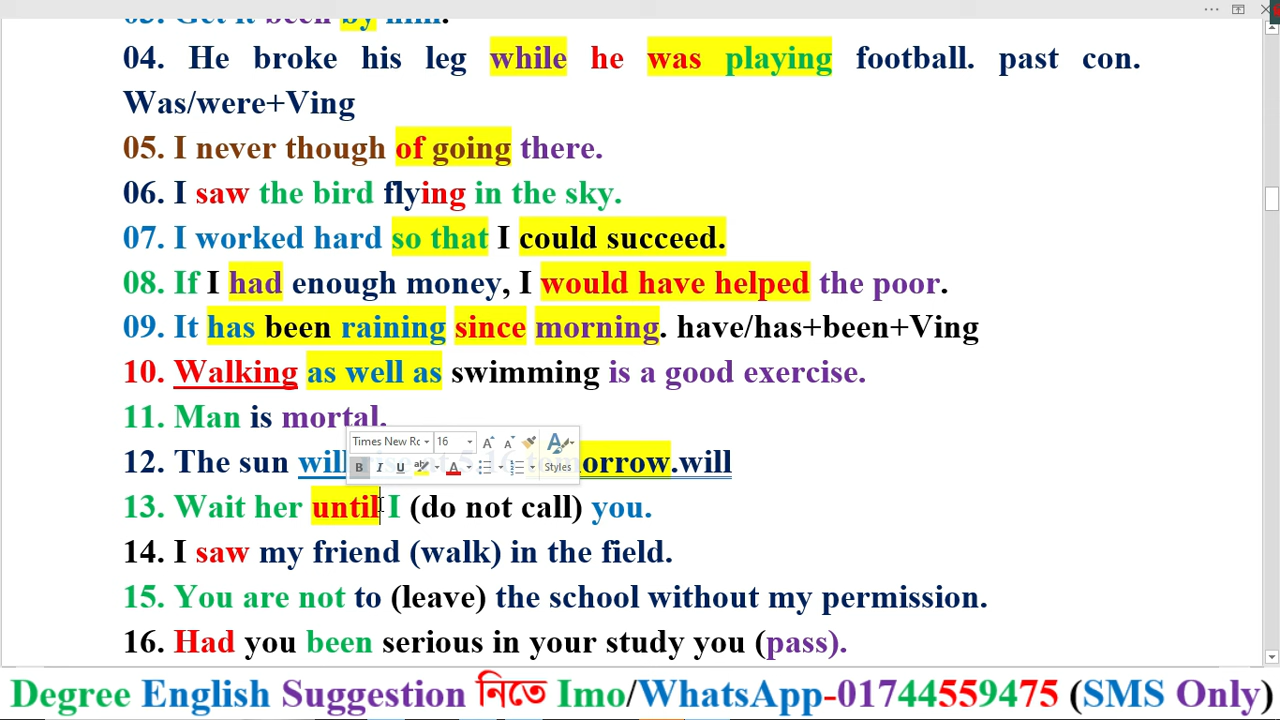 04. He broke his leg while he was playing football. past con.
Was/were+Ving
05. I never though of going there.
06. I saw the bird flying in the sky.
07. I worked hard so that I could succeed.
08. If I had enough money, I would have helped the poor.
09. It has been raining since morning. have/has+been+Ving
10. Walking as well as swimming is a good exercise.
11. Man is mortal.
Times New Ro 16
Styles
12. The sun will tomorrow.will
13. Wait her until I (do not call) you.
14. I saw my friend (walk) in the field.
15. You are not to (leave) the school without my permission.
16. Had you been serious in your study you (pass).
Degree English Suggestion নিতে Imo/WhatsApp-01744559475 (SMS Only)